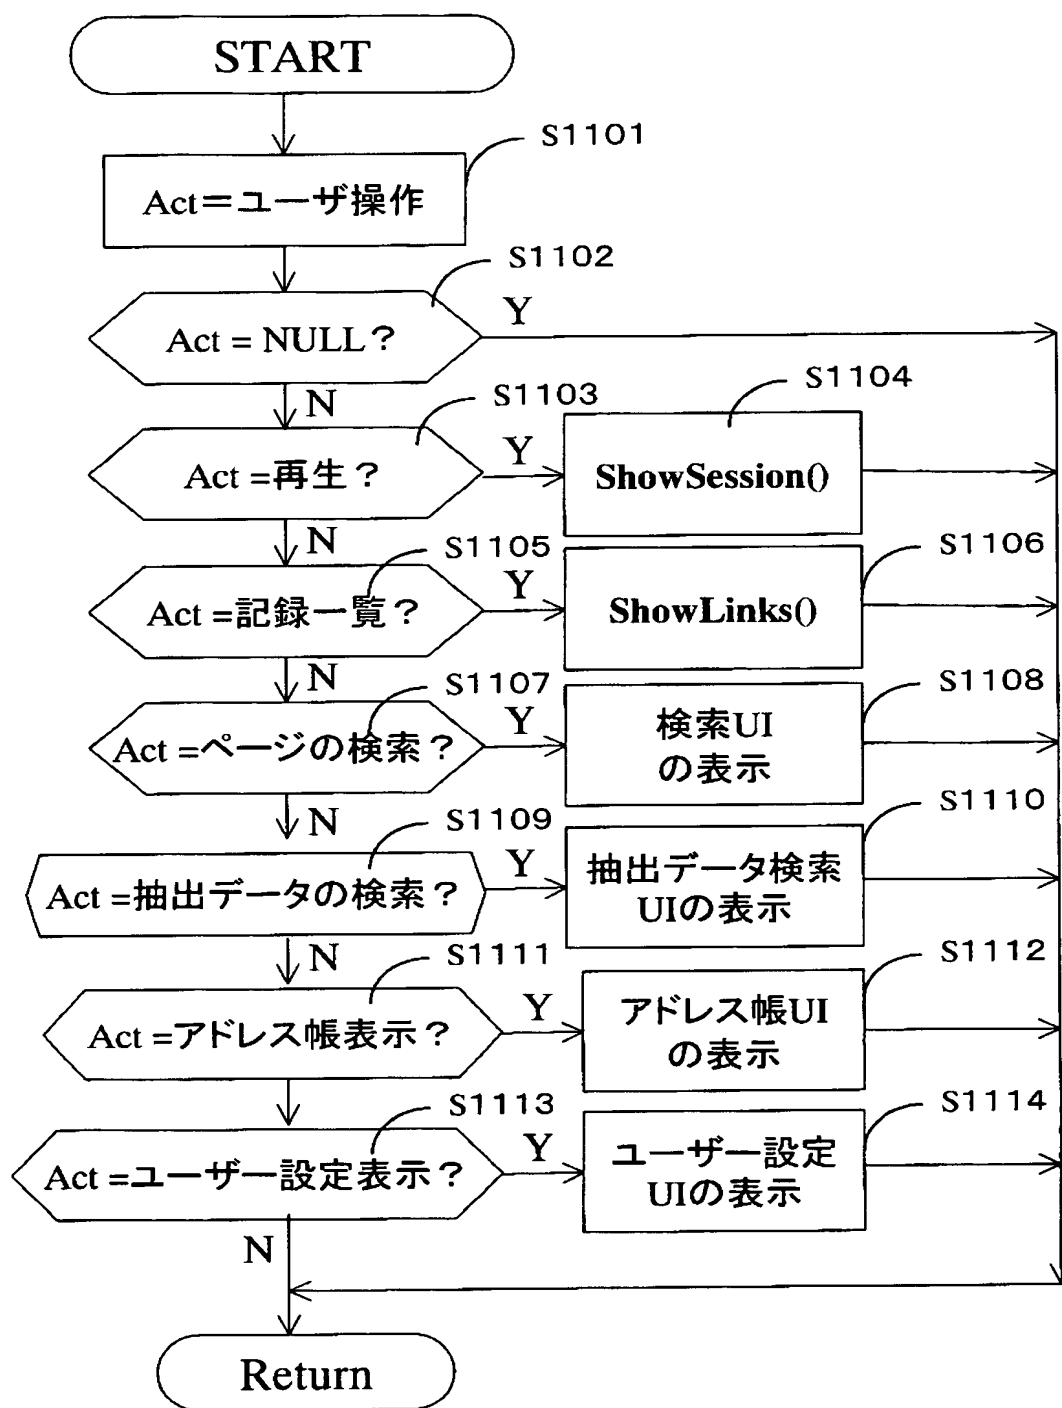 START
S1101
Act=ユーザ操作
S1102
Act = NULL?
Y
N
S1103
S1104
Act =再生?
Y
ShowSession()
N
S1105
S1106
Act =記録一覧?
Y
ShowLinks()
N
S1107
S1108
Act =ページの検索?
Y
検索UI
の表示
N
S1109
S1110
Act =抽出データの検索?
Y
抽出データ検索
UIの表示
N
S1111
S1112
Act =アドレス帳表示?
Y
アドレス帳UI
の表示
S1113
S1114
Act =ユーザー設定表示?
Y
ユーザー設定
UIの表示
N
Return